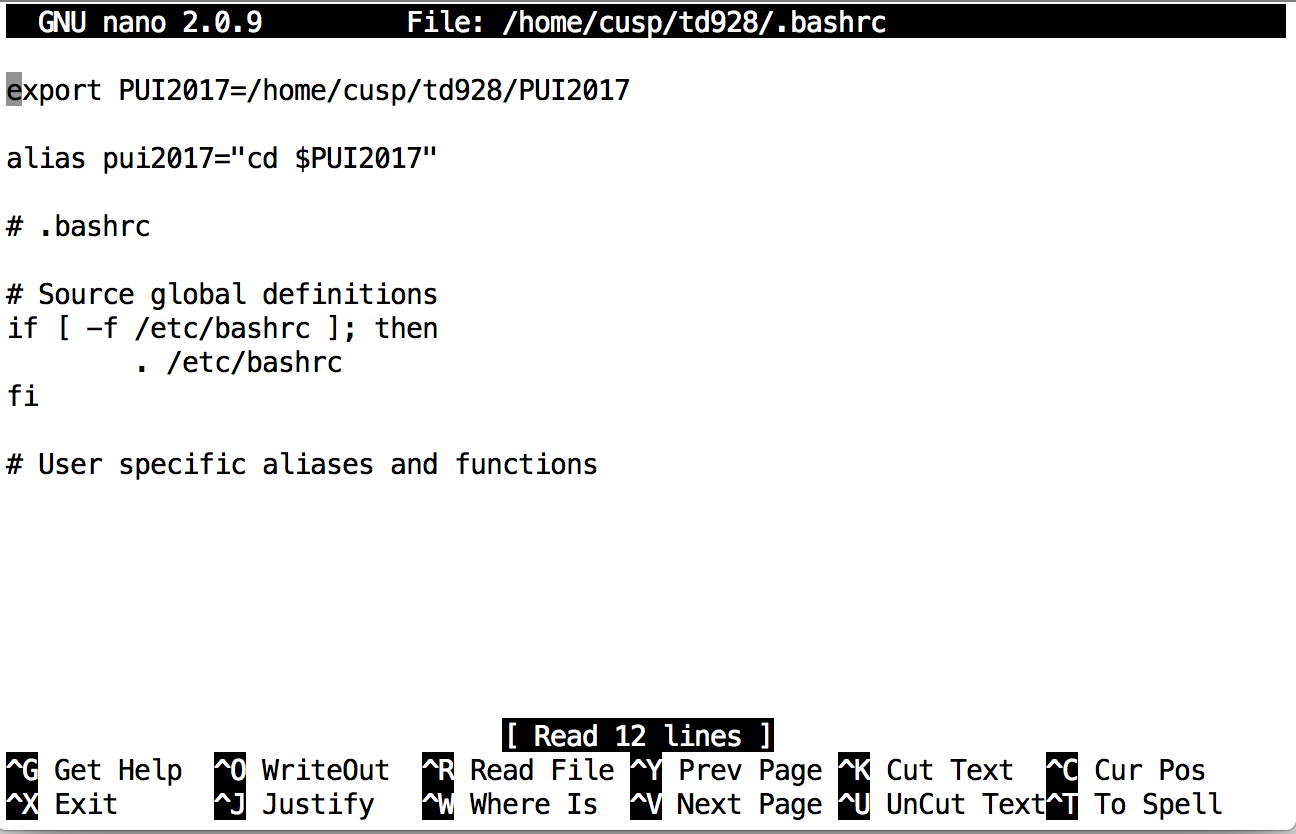 GNU nano 2.0.9 File: /home/cusp/td928/.bashrc
export PUI2017=/home/cusp/td928/PUI2017
alias pui2017="cd $PUI2017"
# .bashrc
# Source global definitions
if [ -f /etc/bashrc ]; then
. /etc/bashrc
fi
# User specific aliases and functions
[ Read 12 lines ]
^G Get Help ^O WriteOut ^R Read File ^Y Prev Page ^K Cut Text ^C Cur Pos
^X Exit ^J Justify ^W Where Is ^V Next Page ^U UnCut Text^T To Spell